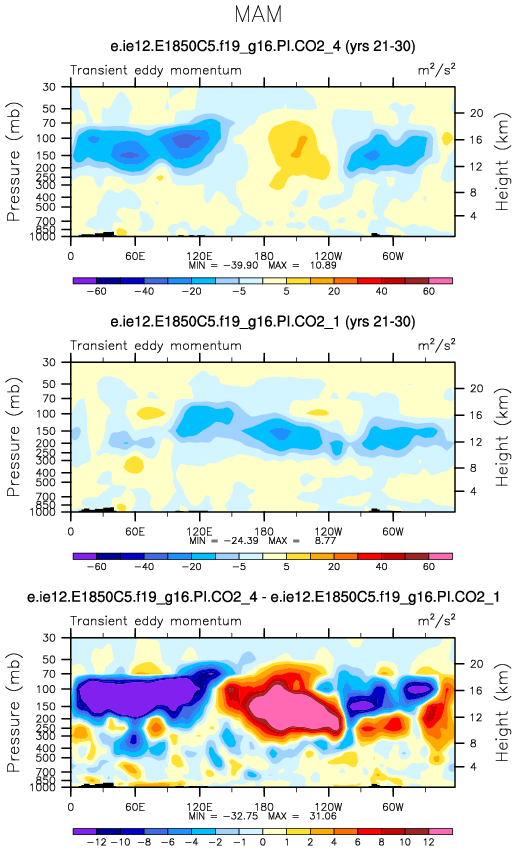 MAM
e.ie12.E1850C5.f19_g16.PI.CO2_4 (yrs 21-30)
Transient eddy momentum m²/s²
30
50
70
100
150
200
250
300
500
700
850
1000
Pressure (mb)
20
16
12
8
4
Height (km)
0 60E 120E 180 120W 60W
MIN = -39.90 MAX = 10.89
-60 -40 -20 -5 5 20 40 60
e.ie12.E1850C5.f19_g16.PI.CO2_1 (yrs 21-30)
Transient eddy momentum m²/s²
30
50
70
100
150
200
250
300
500
700
850
1000
Pressure (mb)
20
16
12
8
4
Height (km)
0 60E 120E 180 120W 60W
MIN = -24.39 MAX = 8.77
-60 -40 -20 -5 5 20 40 60
e.ie12.E1850C5.f19_g16.PI.CO2_4 - e.ie12.E1850C5.f19_g16.PI.CO2_1
Transient eddy momentum m²/s²
30
50
70
100
150
200
250
300
500
700
850
1000
Pressure (mb)
20
16
12
8
4
Height (km)
0 60E 120E 180 120W 60W
MIN = -32.75 MAX = 31.06
-12 -10 -8 -6 -4 -2 -1 0 1 2 4 6 8 10 12